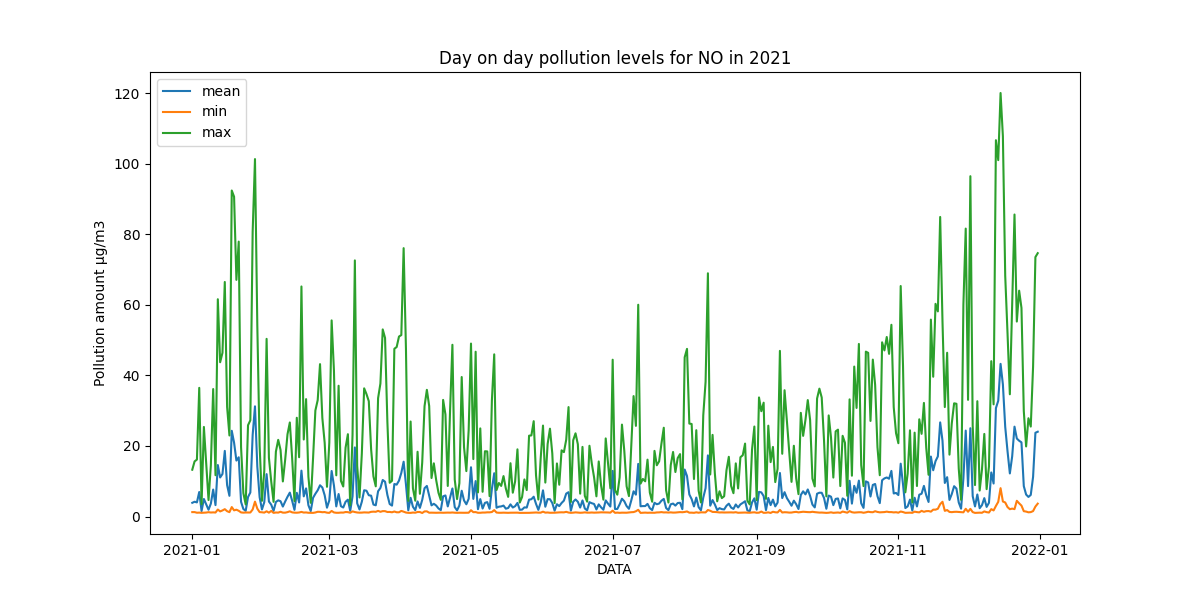 Day on day pollution levels for NO in 2021
mean
min
max
Pollution amount µg/m3
120
100
80
60
40
20
0
2021-01 2021-03 2021-05 2021-07 2021-09 2021-11 2022-01
DATA